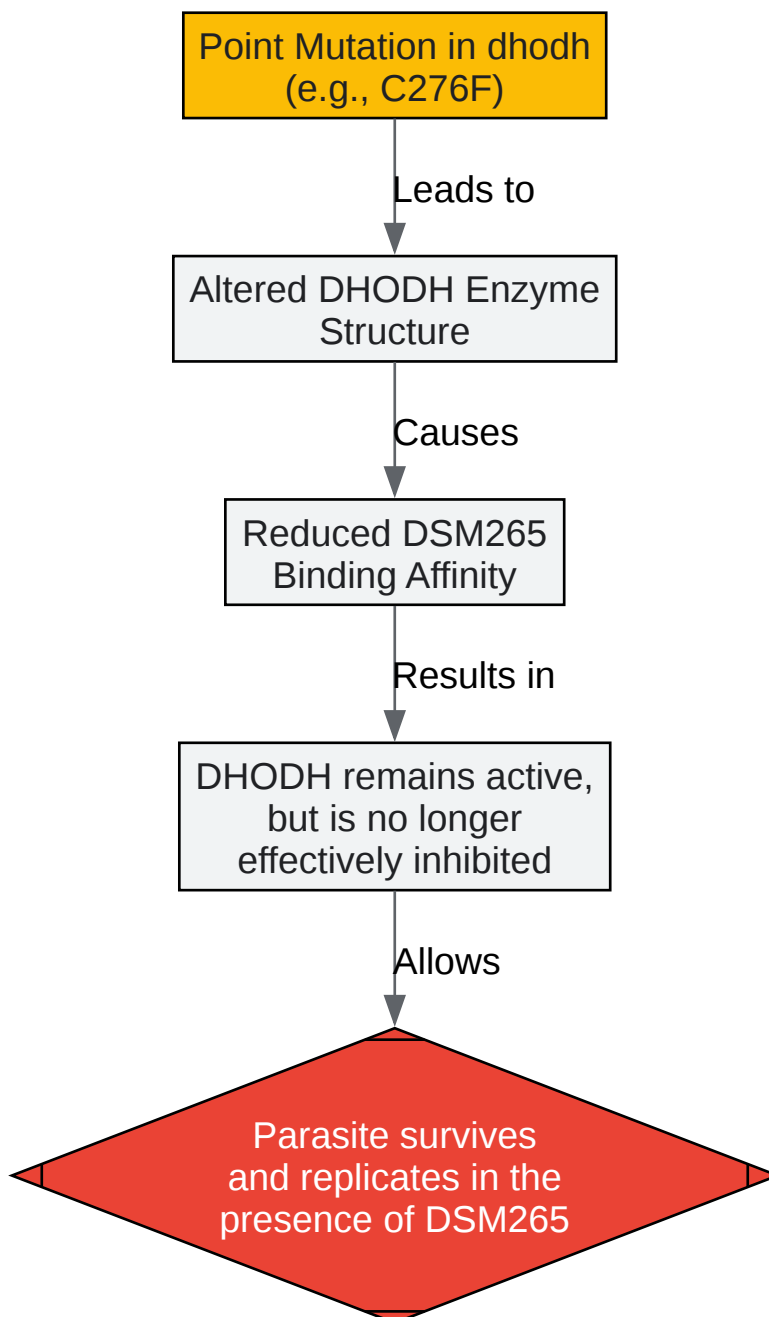 Point Mutation in dhodh
(e.g., C276F)
Leads to
Altered DHODH Enzyme
Structure
Causes
Reduced DSM265
Binding Affinity
Results in
DHODH remains active,
but is no longer
effectively inhibited
Allows
Parasite survives
and replicates in the
presence of DSM265